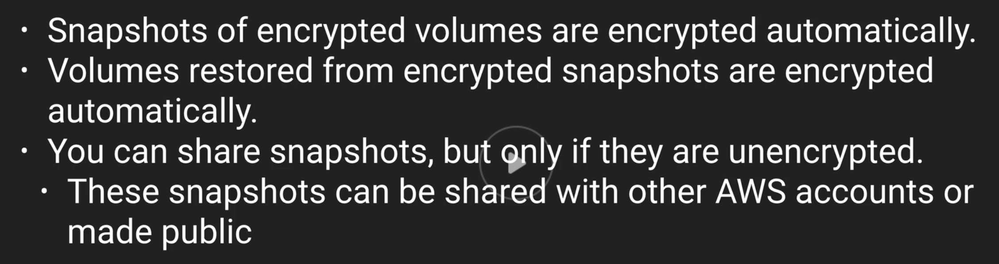 • Snapshots of encrypted volumes are encrypted automatically.
• Volumes restored from encrypted snapshots are encrypted
automatically.
• You can share snapshots, but only if they are unencrypted.
• These snapshots can be shared with other AWS accounts or
made public